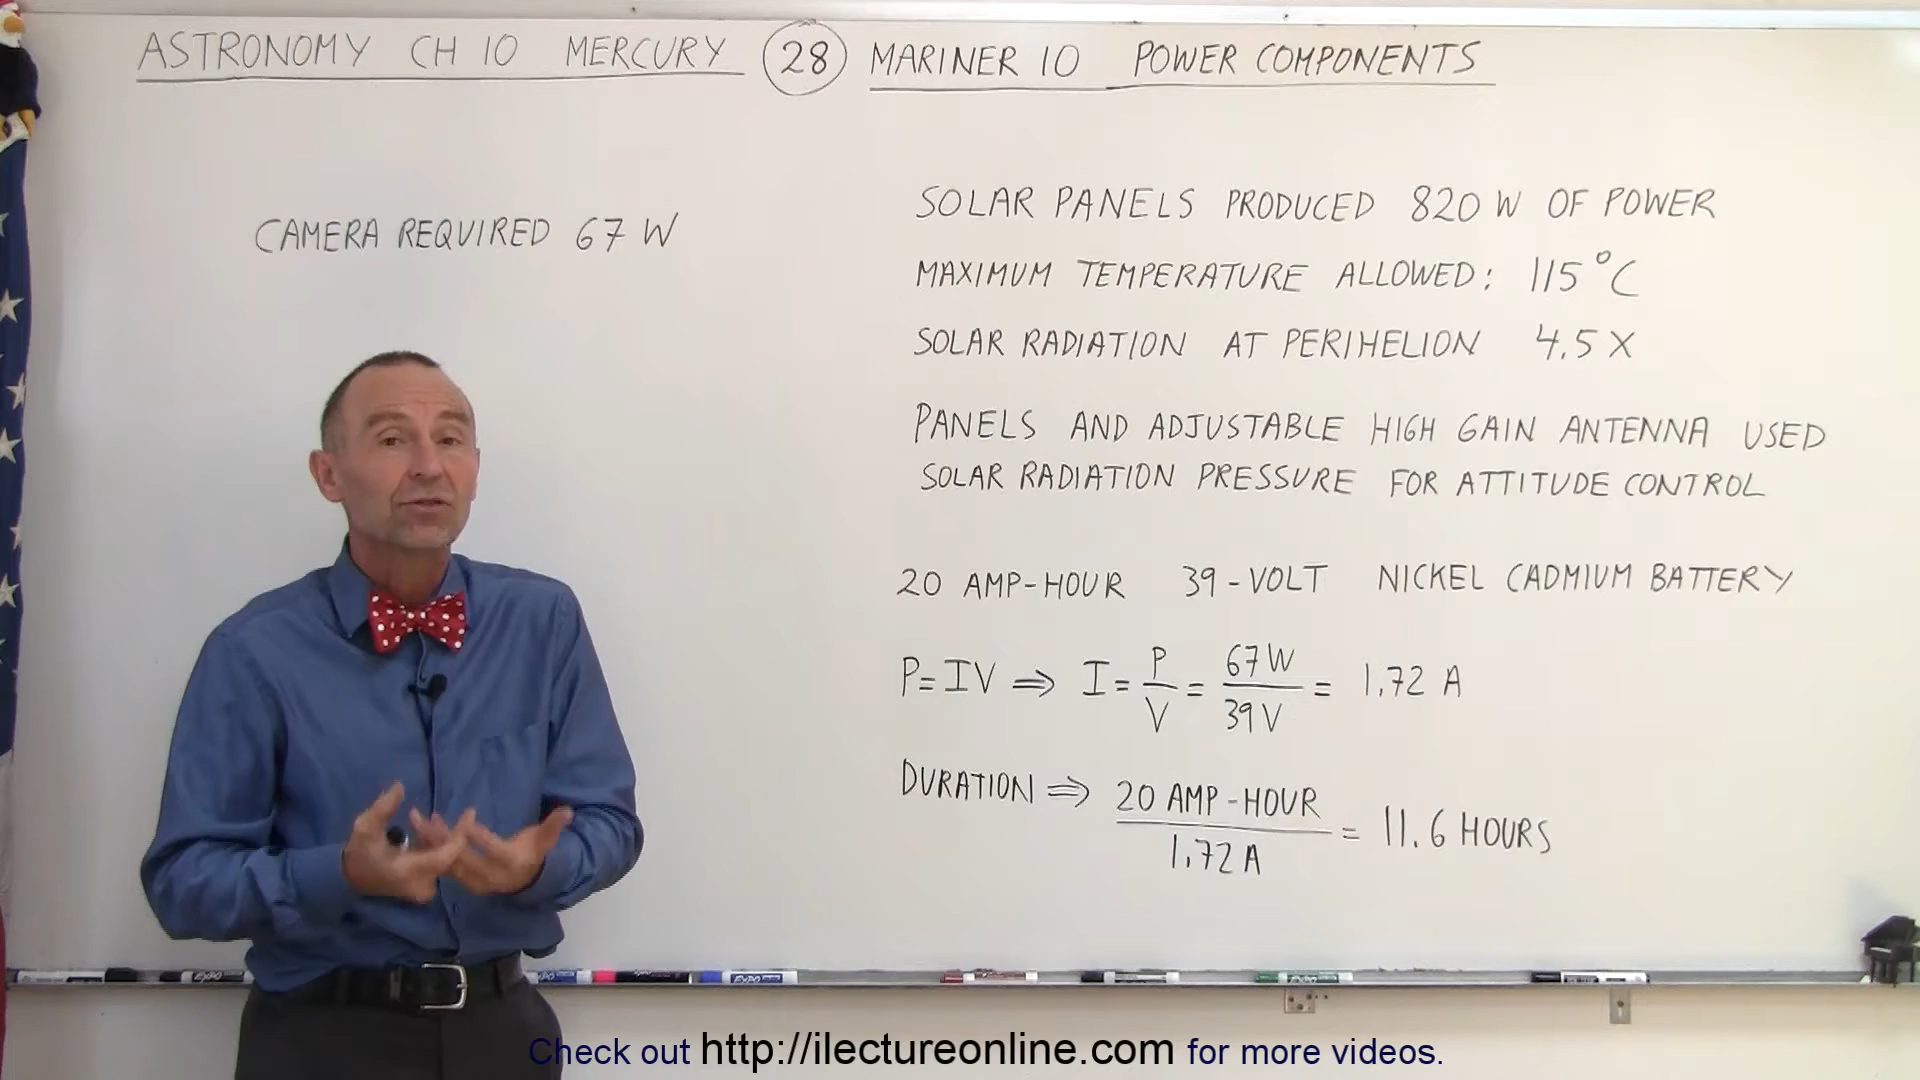 ASTRONOMY CH 10 MERCURY 28 MARINER 10 POWER COMPONENTS
CAMERA REQUIRED 67 W
SOLAR PANELS PRODUCED 820 W OF POWER
MAXIMUM TEMPERATURE ALLOWED: 115°C
SOLAR RADIATION AT PERIHELION 4.5 X
PANELS AND ADJUSTABLE HIGH GAIN ANTENNA USED
SOLAR RADIATION PRESSURE FOR ATTITUDE CONTROL
20 AMP-HOUR 39-VOLT NICKEL CADMIUM BATTERY
P=IV ⇒ I = P/V = 67W/39V = 1.72 A
DURATION ⇒ 20 AMP-HOUR/1.72A = 11.6 HOURS
EXPO
Check out http://ilectureonline.com for more videos.